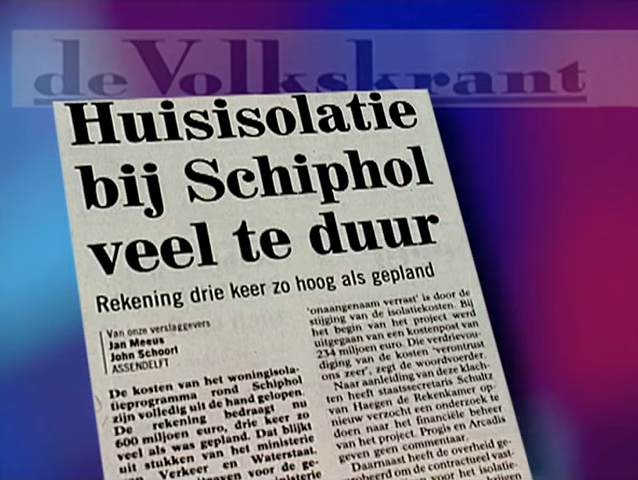 de Volkskrant
Huisisolatie
bij Schiphol
veel te duur
Rekening drie keer zo hoog als gepland
Van onze verslaggevers
Jan Meeus
John Schoorl
ASSENDELFT
De kosten van het woningisola-
tieprogramma rond Schiphol
zijn volledig uit de hand gelopen.
De rekening bedraagt nu
600 miljoen euro, drie keer zo
veel als was gepland. Dat blijkt
uit stukken van het ministerie
van Verkeer en Waterstaat.
voor de ge-
'onaangenaam verrast' is door de
stijging van de isolatiekosten. Bij
het begin van het project werd
uitgegaan van een kostenpost van
234 miljoen euro. Die verdrievou-
diging van de kosten 'verontrust
ons zeer', zegt de woordvoerder.
Naar aanleiding van deze klach-
ten heeft staatssecretaris Schultz
van Haegen de Rekenkamer op-
nieuw verzocht een onderzoek te
doen naar het financiële beheer
van het project. Progis en Arcadis
geven geen commentaar.
Daarnaast heeft de overheid ge-
probeerd om de contractueel vast-
voor de isolatie-